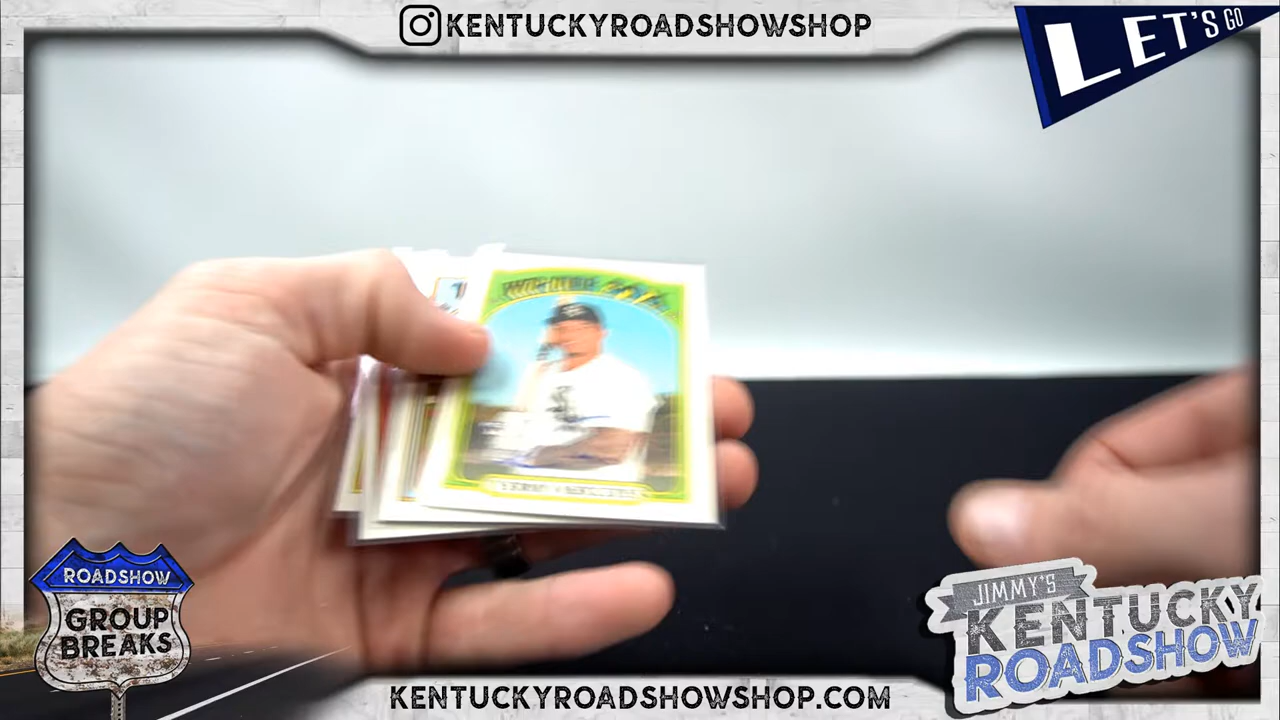 KENTUCKYROADSHOWSHOP
LET'S GO
ROADSHOW
GROUP
BREAKS
JIMMY'S
KENTUCKY
ROADSHOW
KENTUCKYROADSHOWSHOP.COM